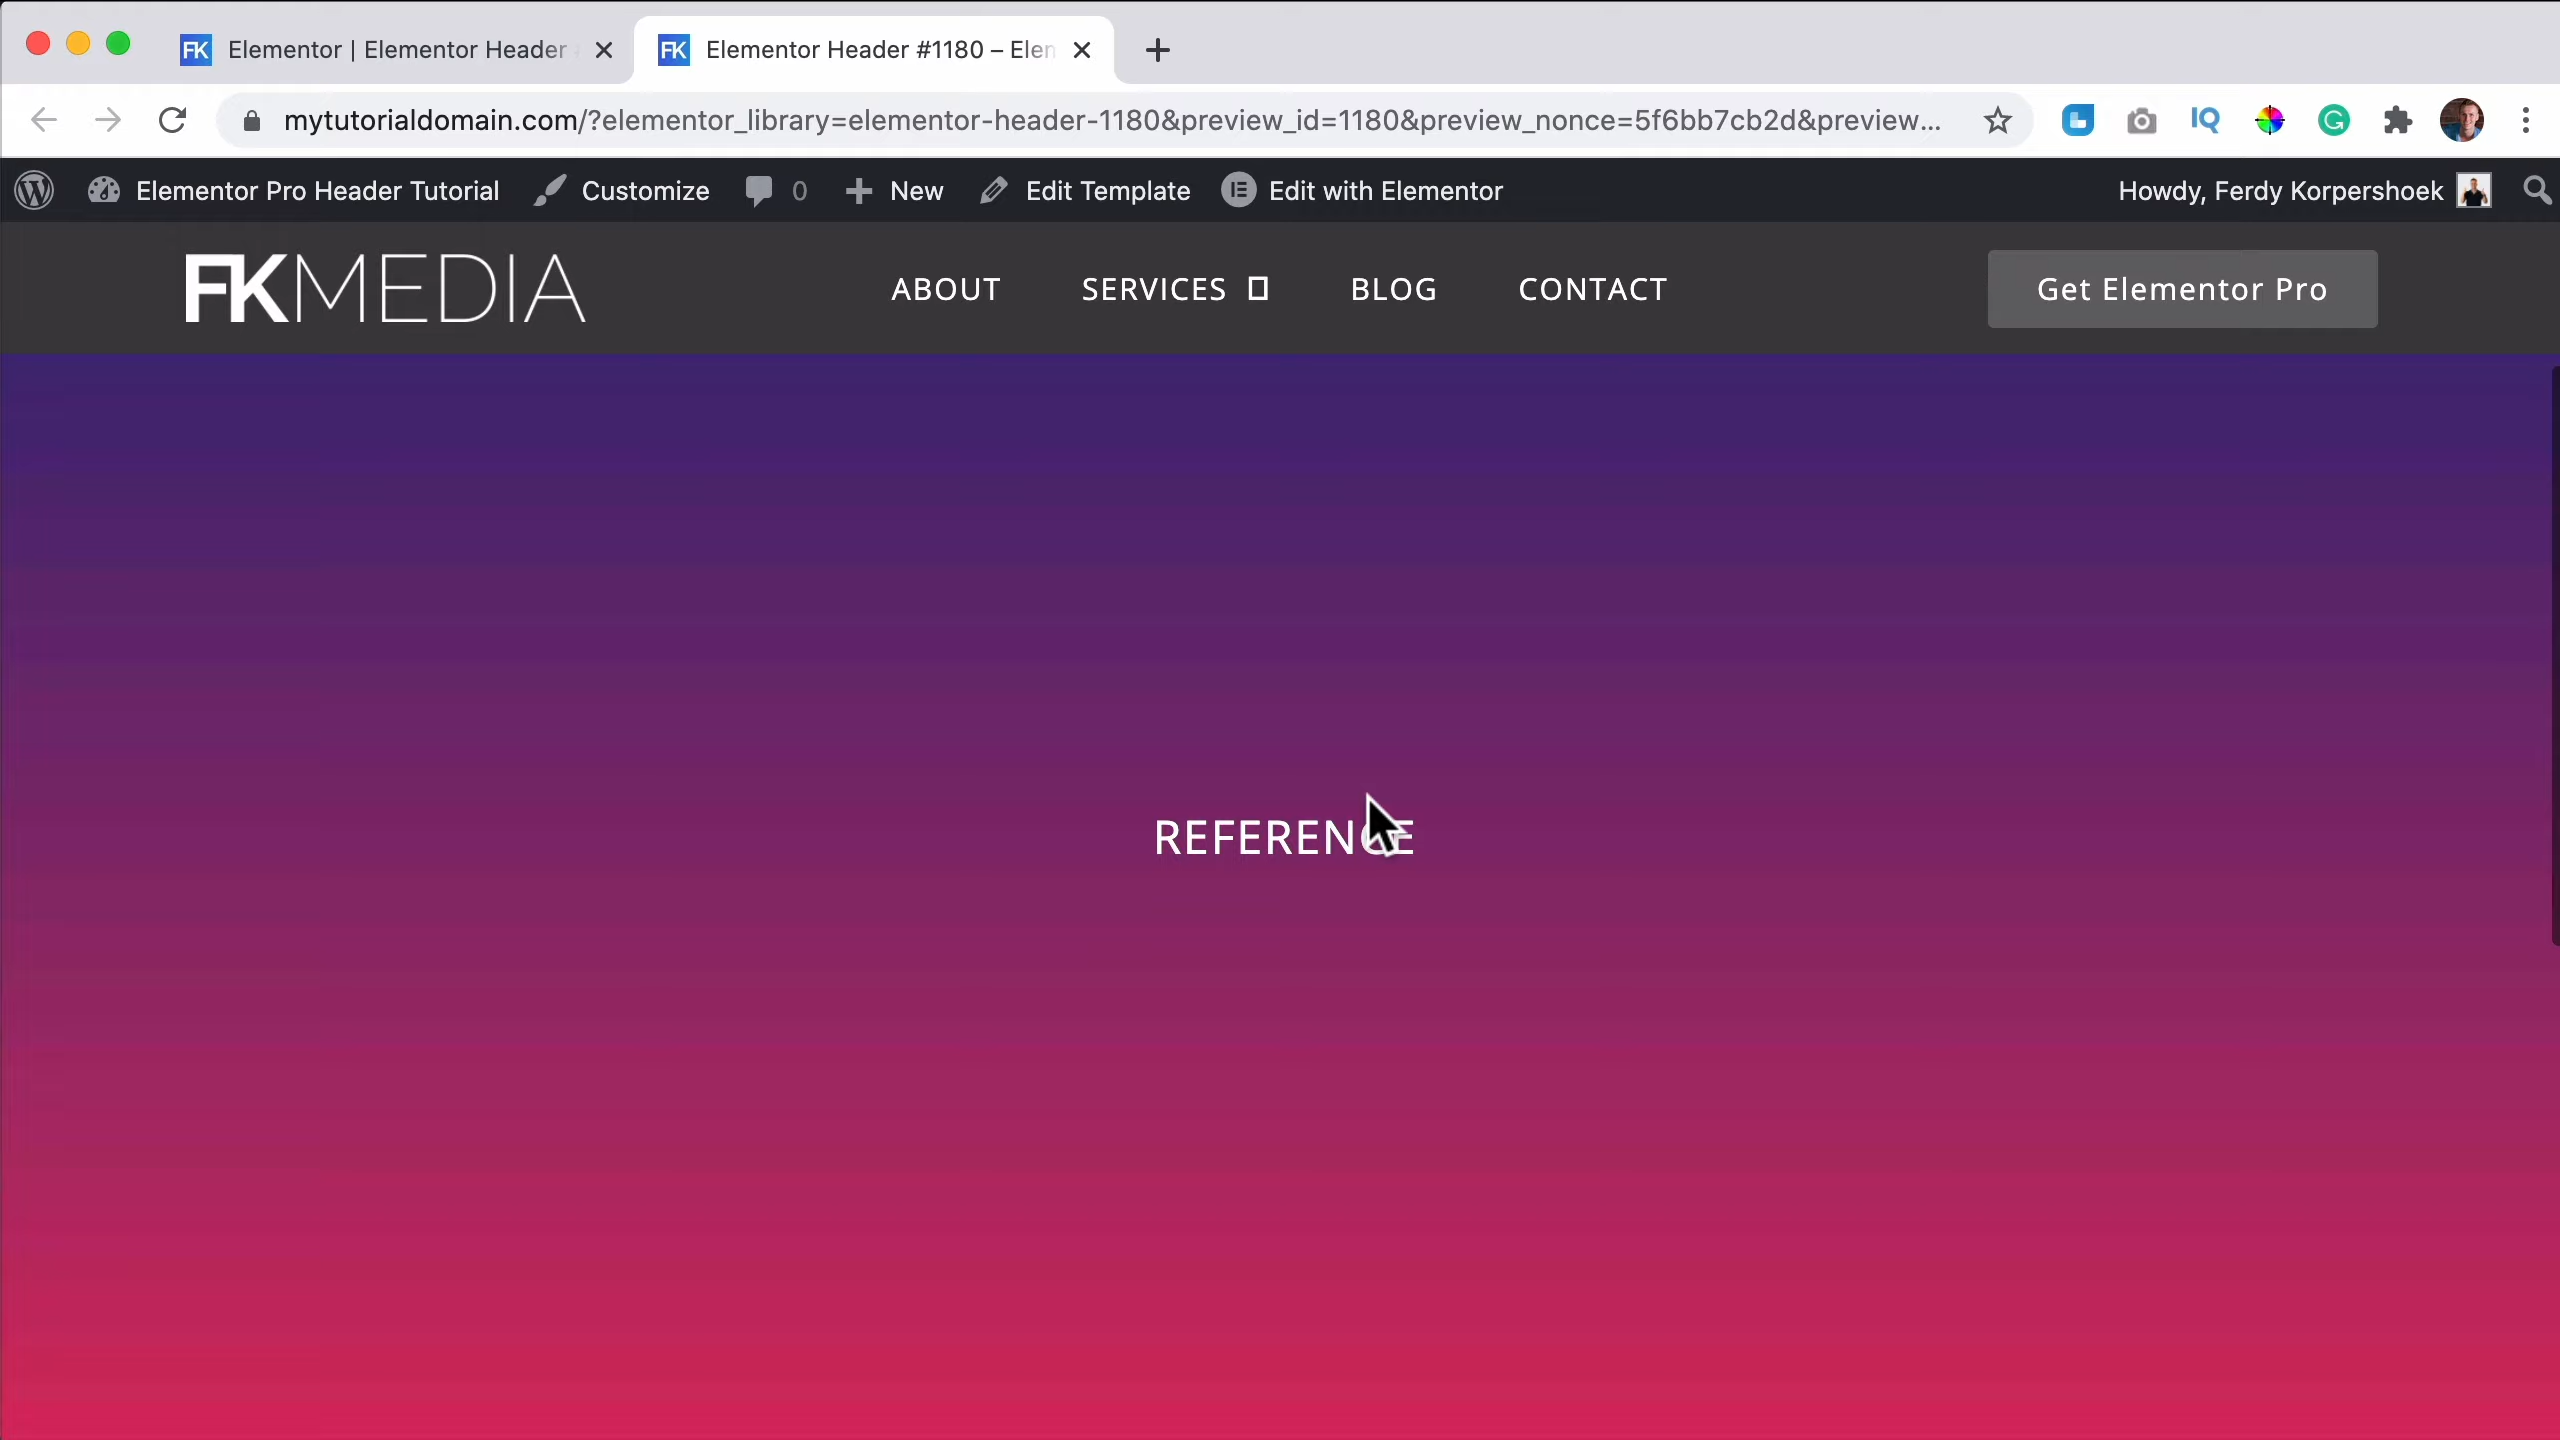 Elementor | Elementor Header
Elementor Header #1180 – Elem
mytutorialdomain.com/?elementor_library=elementor-header-1180&preview_id=1180&preview_nonce=5f6bb7cb2d&preview...
IQ
Elementor Pro Header Tutorial Customize 0 New Edit Template Edit with Elementor Howdy, Ferdy Korpershoek
FKMEDIA ABOUT SERVICES BLOG CONTACT Get Elementor Pro
REFERENCE